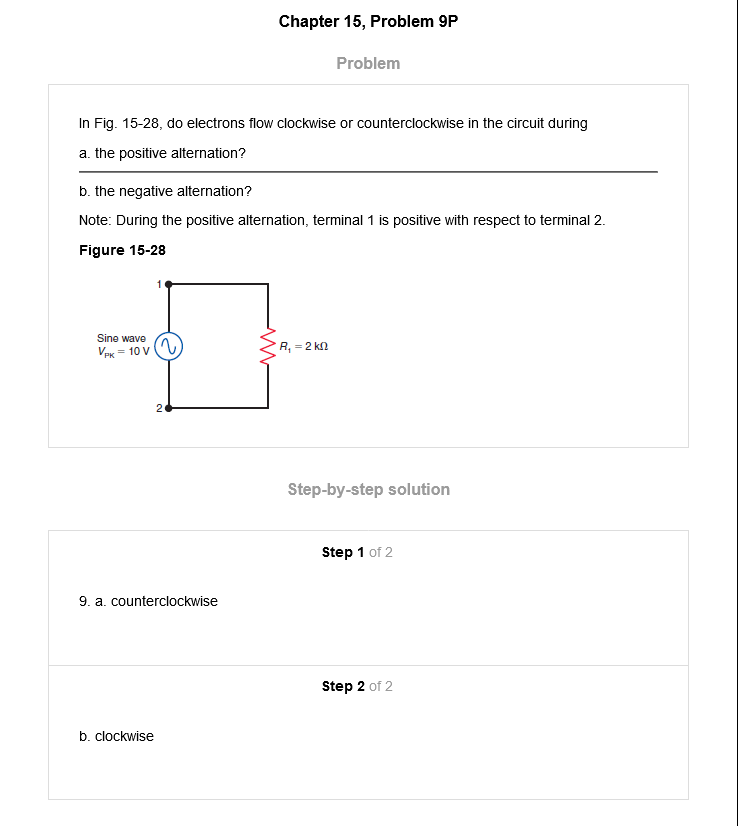 Chapter 15, Problem 9P
Problem
In Fig. 15-28, do electrons flow clockwise or counterclockwise in the circuit during
a. the positive alternation?
b. the negative alternation?
Note: During the positive alternation, terminal 1 is positive with respect to terminal 2.
Figure 15-28
1
Sine wave
V_PK = 10 V
R₁ = 2 kΩ
2
Step-by-step solution
Step 1 of 2
9. a. counterclockwise
Step 2 of 2
b. clockwise